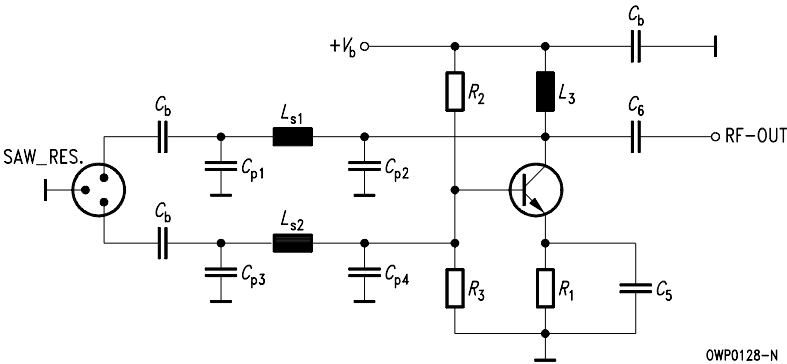 +Vb
Cb
R2
L3
Cb
Ls1
C6
RF-OUT
SAW_RES.
Cp1
Cp2
Cb
Ls2
Cp3
Cp4
R3
R1
C5
OWP0128-N